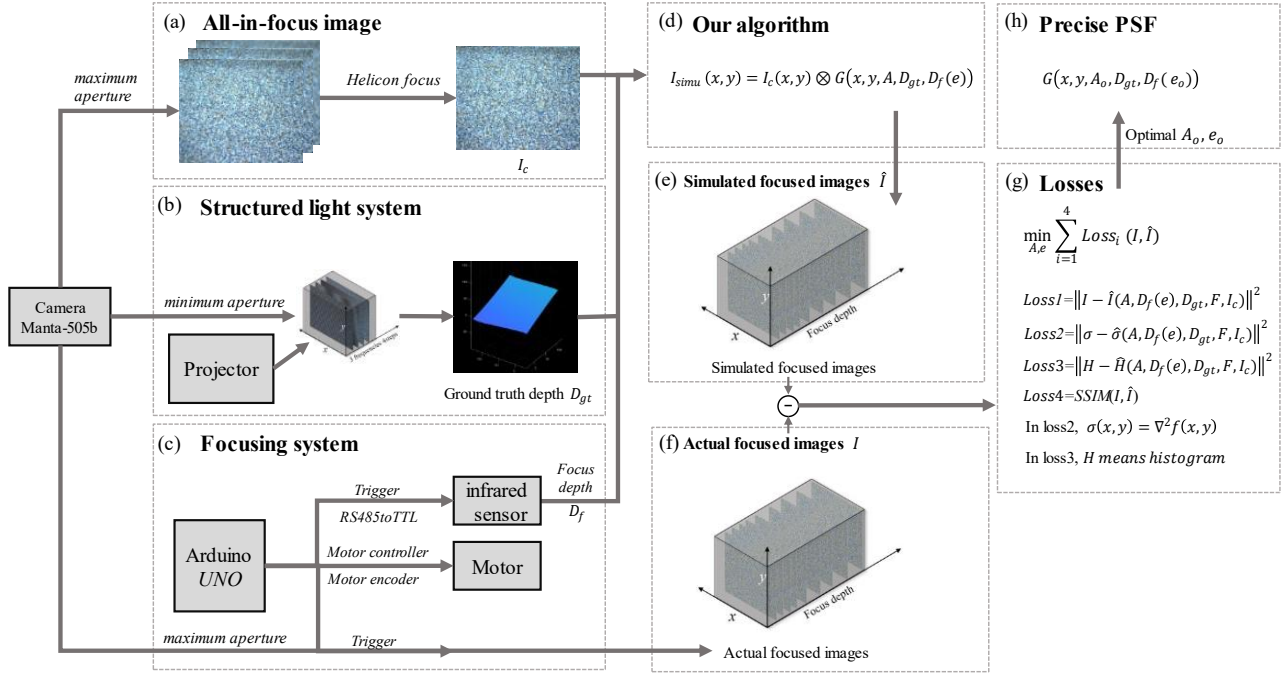 (a) All-in-focus image
maximum
aperture
Helicon focus
I_c
(b) Structured light system
Camera
Manta-505b
minimum aperture
Projector
x
y
3 frequencies 4 steps
Ground truth depth D_gt
(c) Focusing system
Arduino
UNO
Trigger
RS485toTTL
infrared
sensor
Focus
depth
D_f
Motor controller
Motor encoder
Motor
maximum aperture
Trigger
(d) Our algorithm
I_simu (x, y) = I_c(x, y) ⊗ G(x, y, A, D_gt, D_f(e))
(e) Simulated focused images Î
y
x
Focus depth
Simulated focused images
−
(f) Actual focused images I
y
x
Focus depth
Actual focused images
(h) Precise PSF
G(x, y, A_o, D_gt, D_f(e_o))
Optimal A_o, e_o
(g) Losses
min_{A,e} ∑_{i=1}^{4} Loss_i (I, Î)
Loss1=‖I − Î(A, D_f(e), D_gt, F, I_c)‖²
Loss2=‖σ − σ̂(A, D_f(e), D_gt, F, I_c)‖²
Loss3=‖H − Ĥ(A, D_f(e), D_gt, F, I_c)‖²
Loss4=SSIM(I, Î)
In loss2, σ(x, y) = ∇²f(x, y)
In loss3, H means histogram